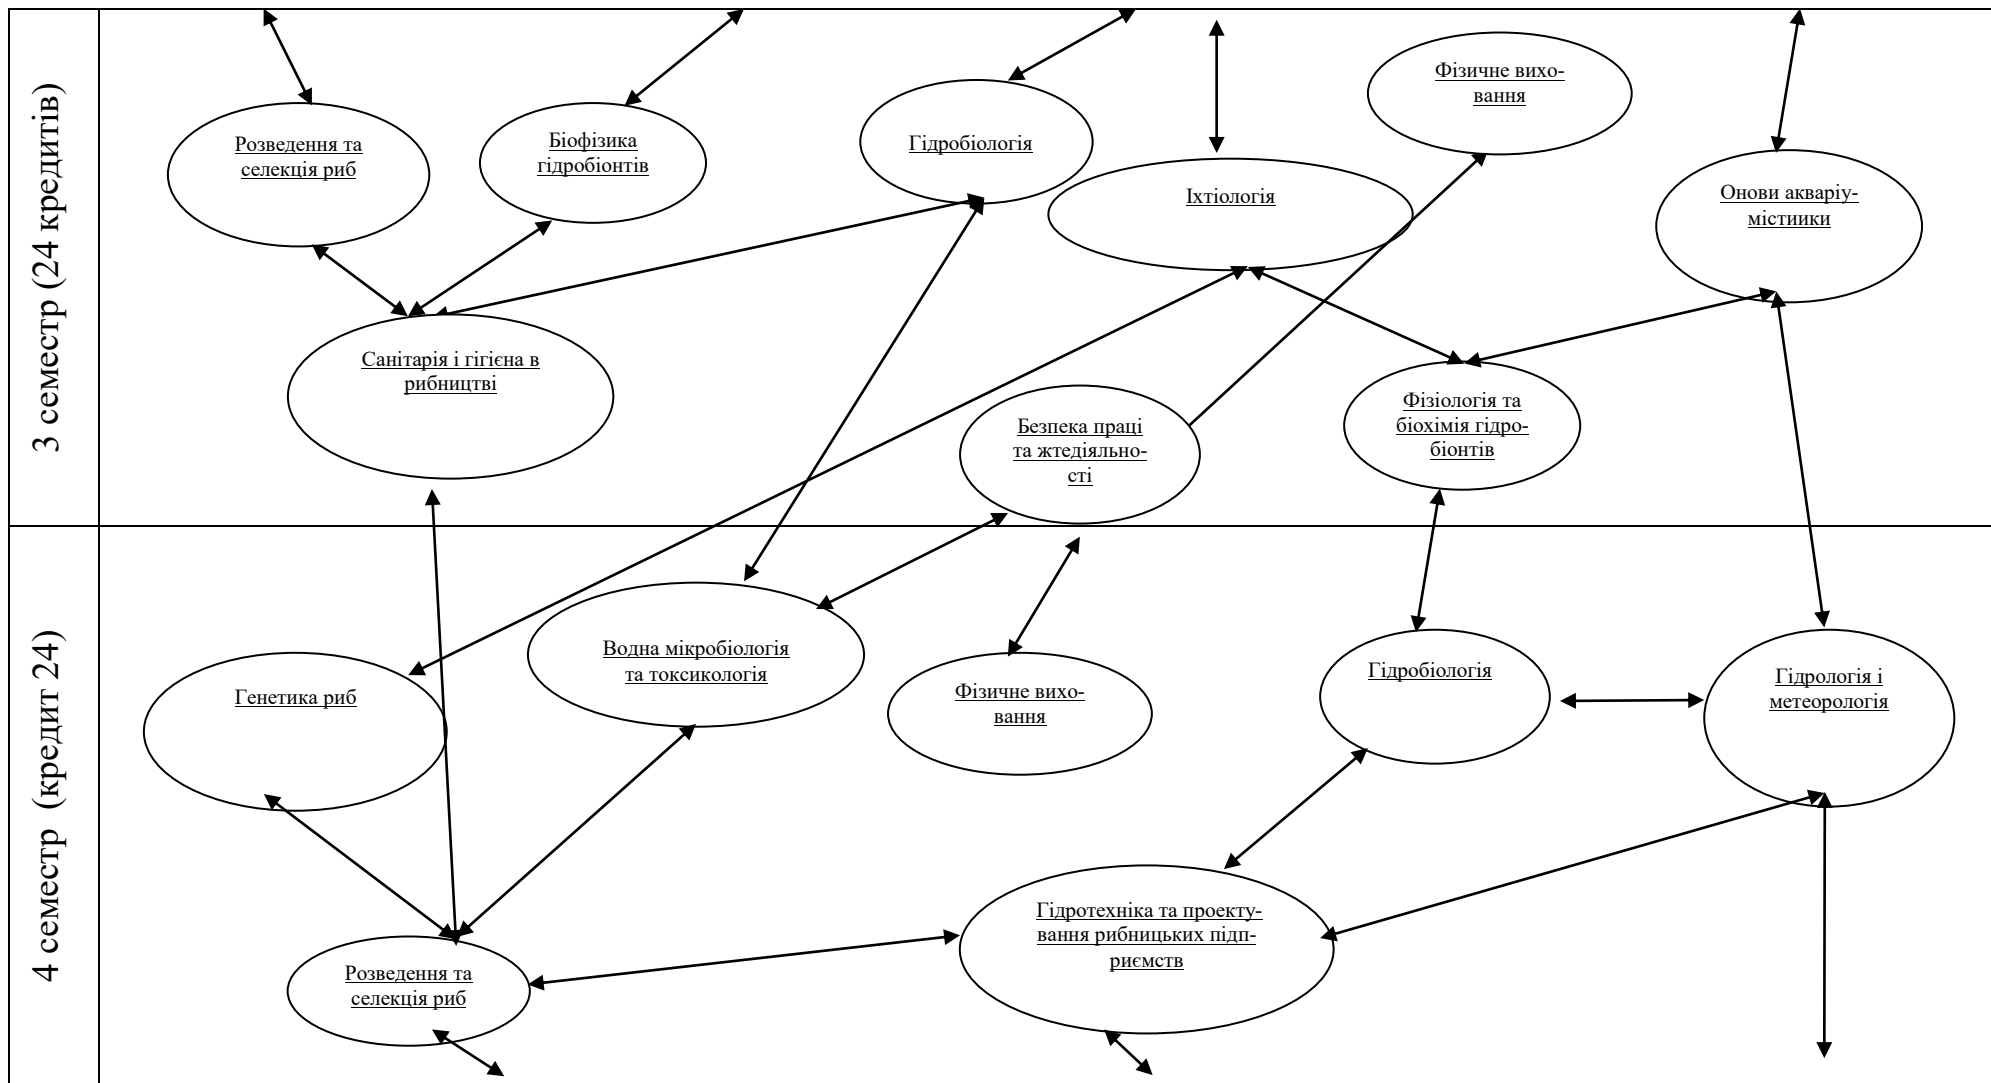 3 семестр (24 кредитів)
Розведення та
селекція риб
Біофізика
гідробіонтів
Гідробіологія
Іхтіологія
Фізичне вихо-
вання
Онови акваріу-
містиики
Санітарія і гігієна в
рибництві
Безпека праці
та жтедіяльно-
сті
Фізіологія та
біохімія гідро-
біонтів
4 семестр (кредит 24)
Генетика риб
Водна мікробіологія
та токсикологія
Фізичне вихо-
вання
Гідробіологія
Гідрологія і
метеорологія
Розведення та
селекція риб
Гідротехніка та проекту-
вання рибницьких підп-
риємств